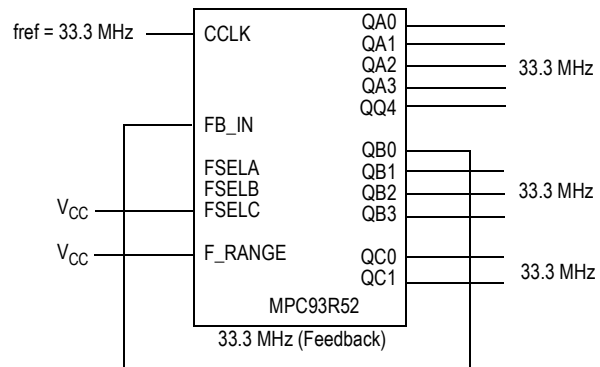 fref = 33.3 MHz
CCLK
QA0
QA1
QA2
QA3
QQ4
33.3 MHz
FB_IN
QB0
QB1
QB2
QB3
33.3 MHz
FSELA
FSELB
VCC
FSELC
VCC
F_RANGE
QC0
QC1
33.3 MHz
MPC93R52
33.3 MHz (Feedback)